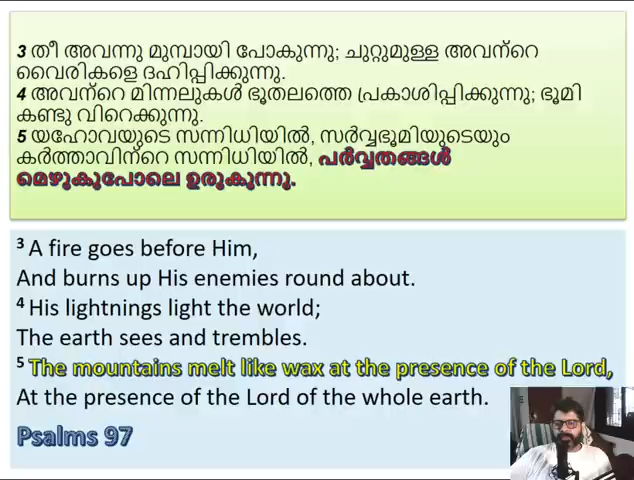 3 തീ അവന്നു മുമ്പായി പോകുന്നു; ചുറ്റുമുള്ള അവന്റെ
വൈരികളെ ദഹിപ്പിക്കുന്നു.
4 അവന്റെ മിന്നലുകൾ ഭൂതലത്തെ പ്രകാശിപ്പിക്കുന്നു; ഭൂമി
കണ്ടു വിറെക്കുന്നു.
5 യഹോവയുടെ സന്നിധിയിൽ, സർവ്വഭൂമിയുടെയും
കർത്താവിന്റെ സന്നിധിയിൽ, പർവ്വതങ്ങൾ
മെഴുകുപോലെ ഉരുകുന്നു.
3 A fire goes before Him,
And burns up His enemies round about.
4 His lightnings light the world;
The earth sees and trembles.
5 The mountains melt like wax at the presence of the Lord,
At the presence of the Lord of the whole earth.
Psalms 97